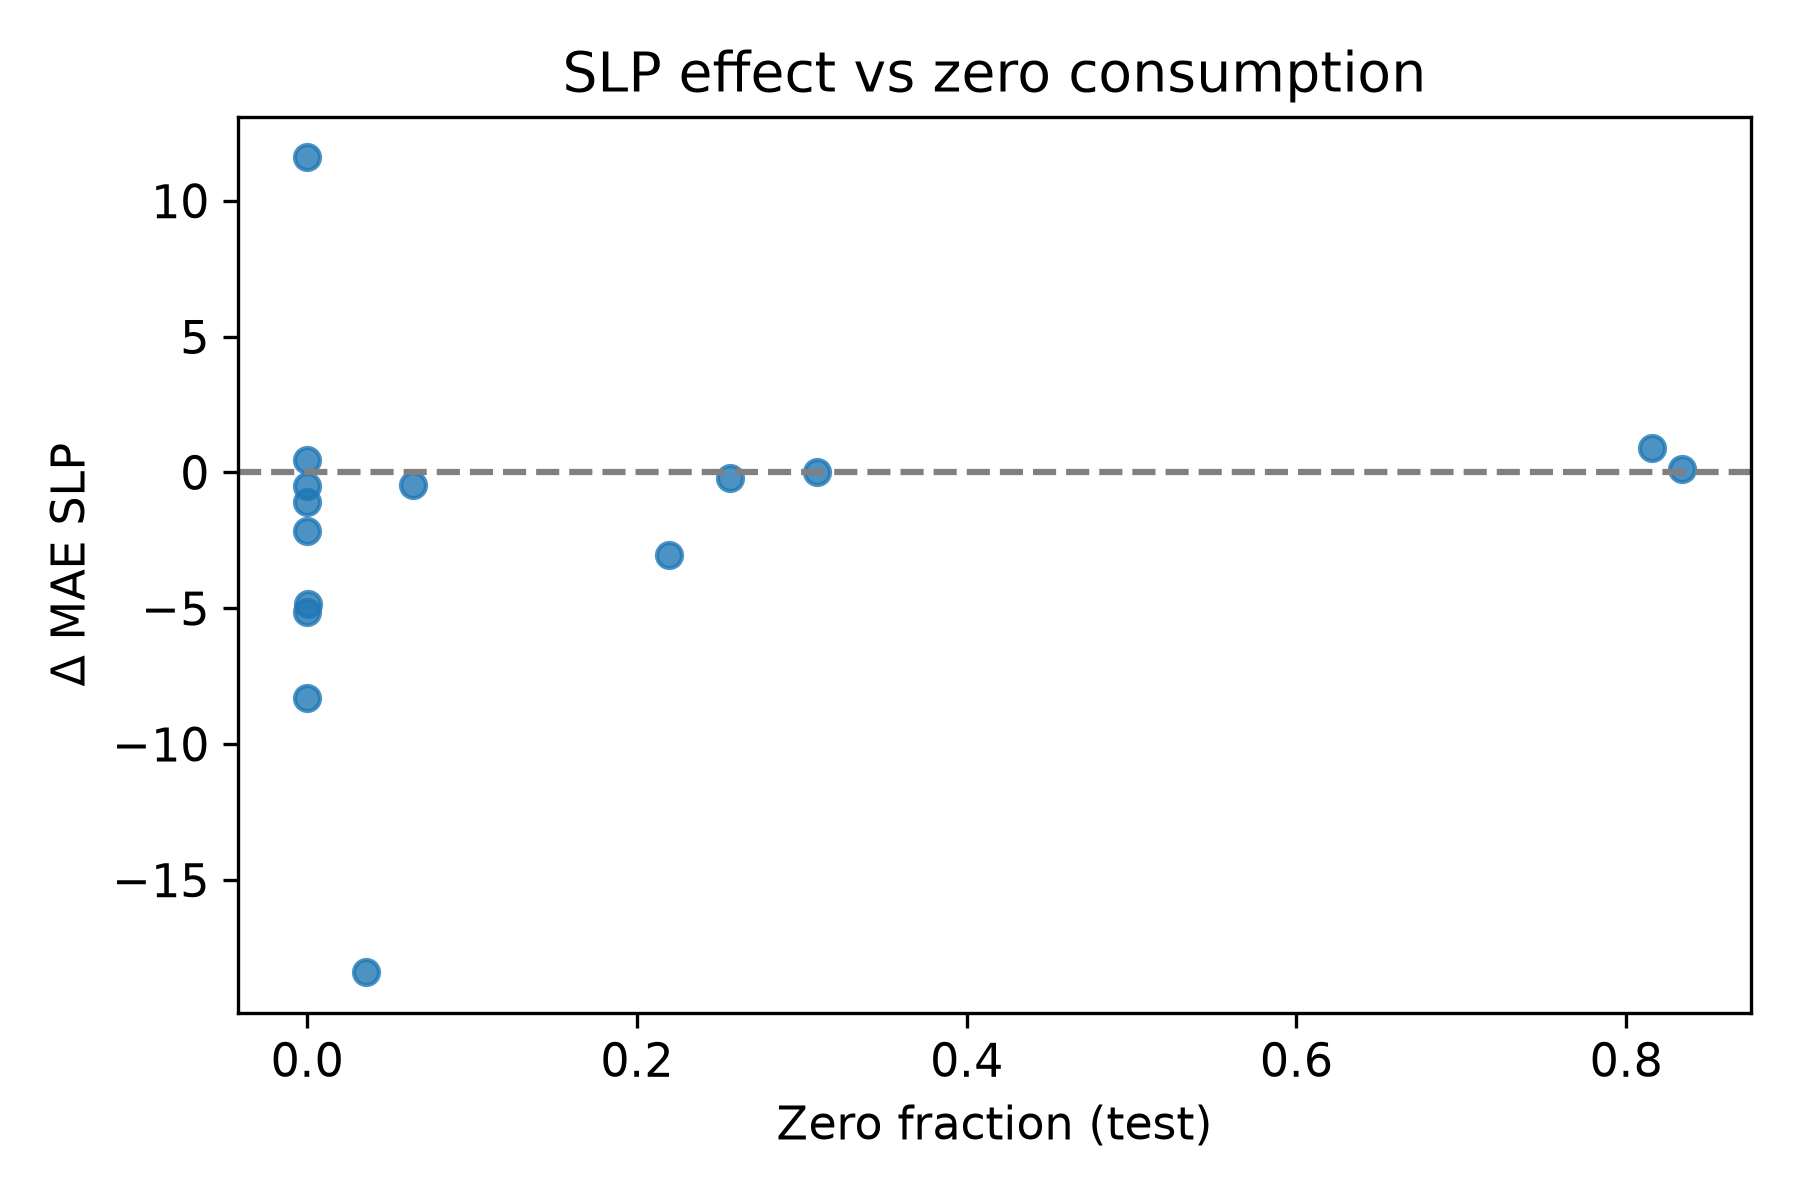 SLP effect vs zero consumption
10
5
0
−5
−10
−15
Δ MAE SLP
0.0 0.2 0.4 0.6 0.8
Zero fraction (test)